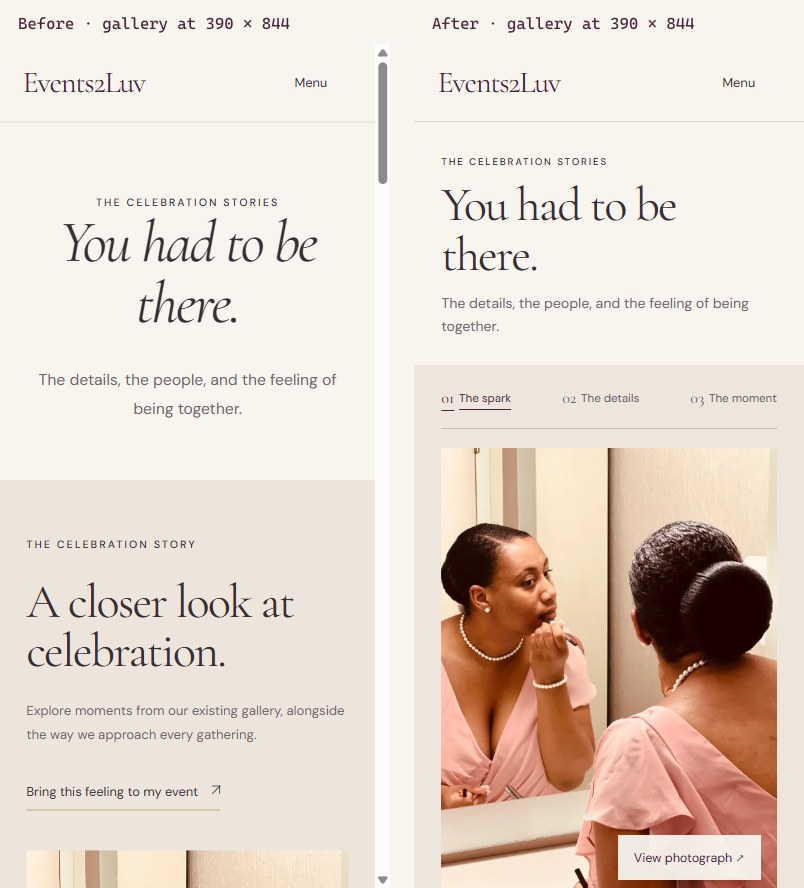 Before · gallery at 390 × 844
Events2Luv
Menu
THE CELEBRATION STORIES
You had to be
there.
The details, the people, and the feeling of
being together.
THE CELEBRATION STORY
A closer look at
celebration.
Explore moments from our existing gallery, alongside
the way we approach every gathering.
Bring this feeling to my event ↗
After · gallery at 390 × 844
Events2Luv
Menu
THE CELEBRATION STORIES
You had to be
there.
The details, the people, and the feeling of being
together.
01 The spark
02 The details
03 The moment
View photograph ↗